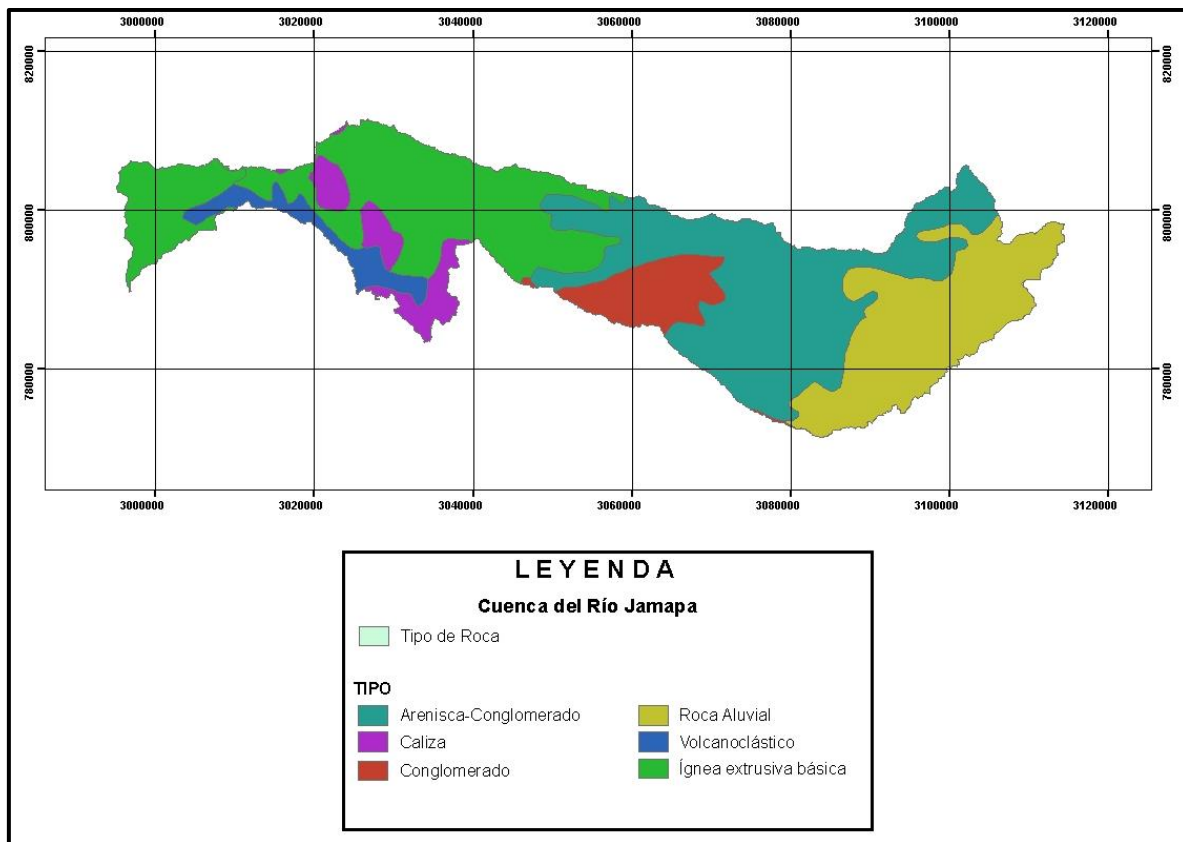 3000000 3020000 3040000 3060000 3080000 3100000 3120000
820000 820000
800000 800000
780000 780000
3000000 3020000 3040000 3060000 3080000 3100000 3120000
LEYENDA
Cuenca del Río Jamapa
Tipo de Roca
TIPO
Arenisca-Conglomerado Roca Aluvial
Caliza Volcanoclástico
Conglomerado Ígnea extrusiva básica